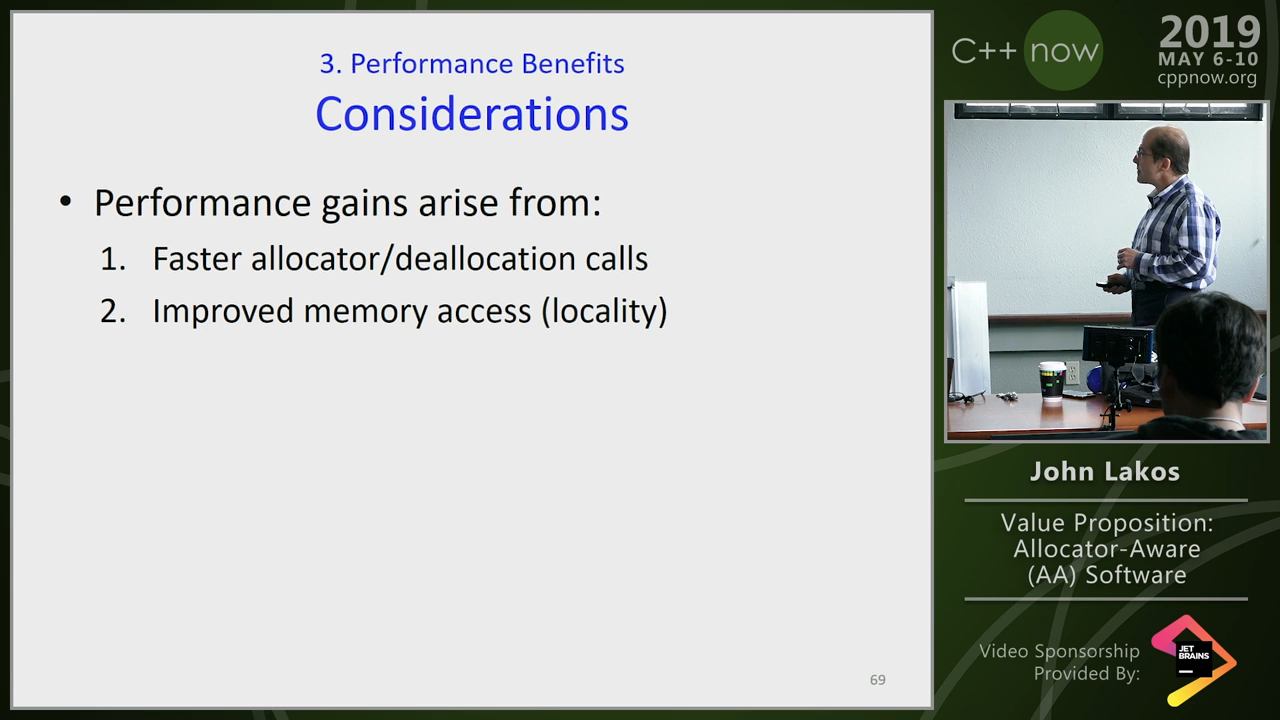 3. Performance Benefits
Considerations
• Performance gains arise from:
1. Faster allocator/deallocation calls
2. Improved memory access (locality)
69
C++ now
2019
MAY 6-10
cppnow.org
John Lakos
Value Proposition:
Allocator-Aware
(AA) Software
Video Sponsorship
Provided By:
JET
BRAINS